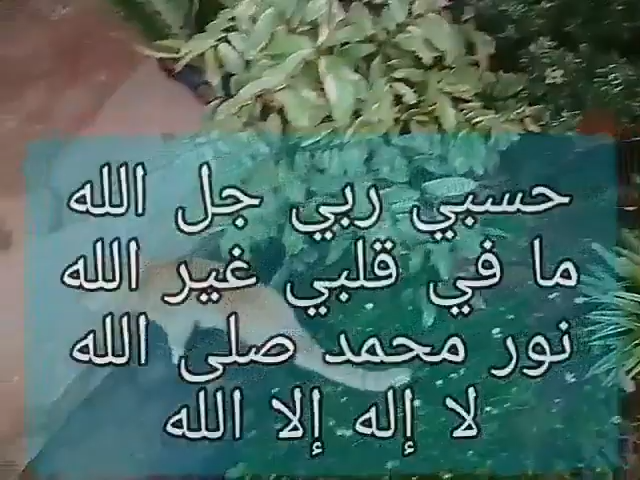 حسبي ربي جل الله
ما في قلبي غير الله
نور محمد صلى الله
لا إله إلا الله